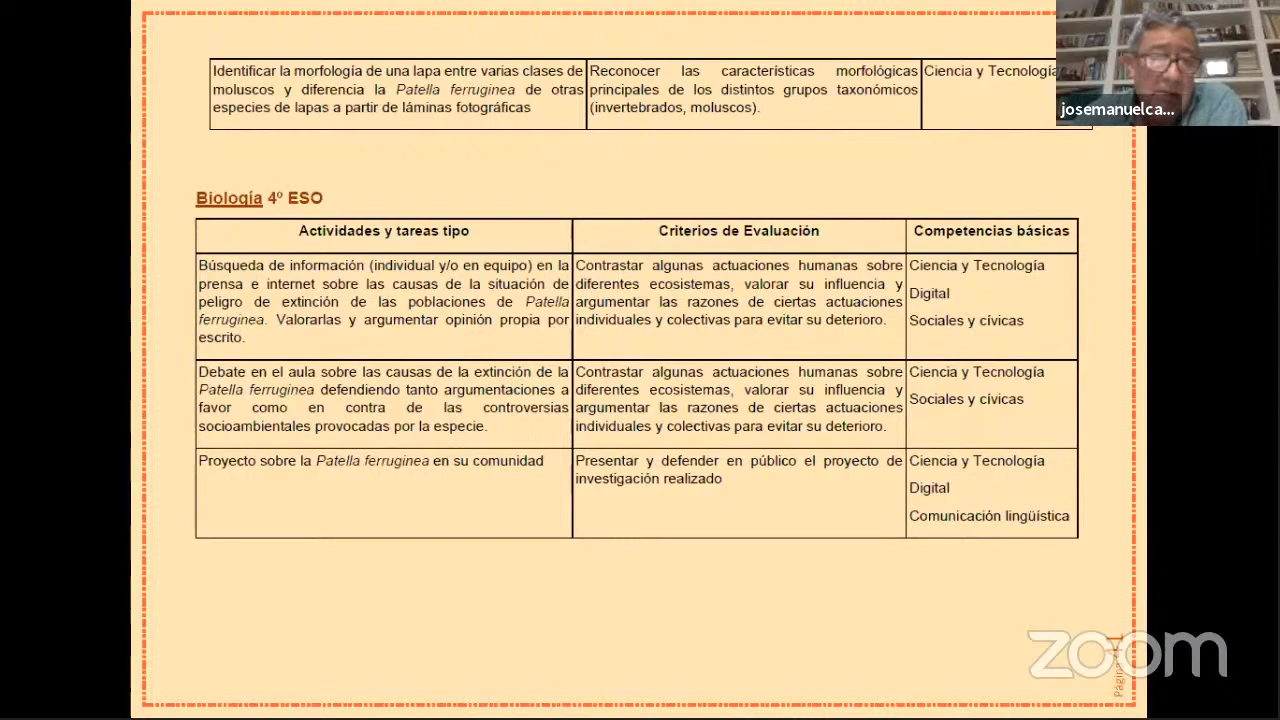 Identificar la morfología de una lapa entre varias clases de
moluscos y diferencia la Patella ferruginea de otras
especies de lapas a partir de láminas fotográficas
Reconocer las características morfológicas
principales de los distintos grupos taxonómicos
(invertebrados, moluscos).
Ciencia y Tecnología
josemanuelca...
Biología 4º ESO
Actividades y tareas tipo
Criterios de Evaluación
Competencias básicas
Búsqueda de información (individual y/o en equipo) en la
prensa e internet sobre las causas de la situación de
peligro de extinción de las poblaciones de Patella
ferruginea. Valorarlas y argumentar opinión propia por
escrito.
Contrastar algunas actuaciones humanas sobre
diferentes ecosistemas, valorar su influencia y
argumentar las razones de ciertas actuaciones
individuales y colectivas para evitar su deterioro.
Ciencia y Tecnología
Digital
Sociales y cívicas
Debate en el aula sobre las causas de la extinción de la
Patella ferruginea defendiendo tanto argumentaciones a
favor como en contra de las controversias
socioambientales provocadas por la especie.
Contrastar algunas actuaciones humanas sobre
diferentes ecosistemas, valorar su influencia y
argumentar las razones de ciertas actuaciones
individuales y colectivas para evitar su deterioro.
Ciencia y Tecnología
Sociales y cívicas
Proyecto sobre la Patella ferruginea en su comunidad
Presentar y defender en público el proyecto de
investigación realizado
Ciencia y Tecnología
Digital
Comunicación lingüística
zoom
Página 41